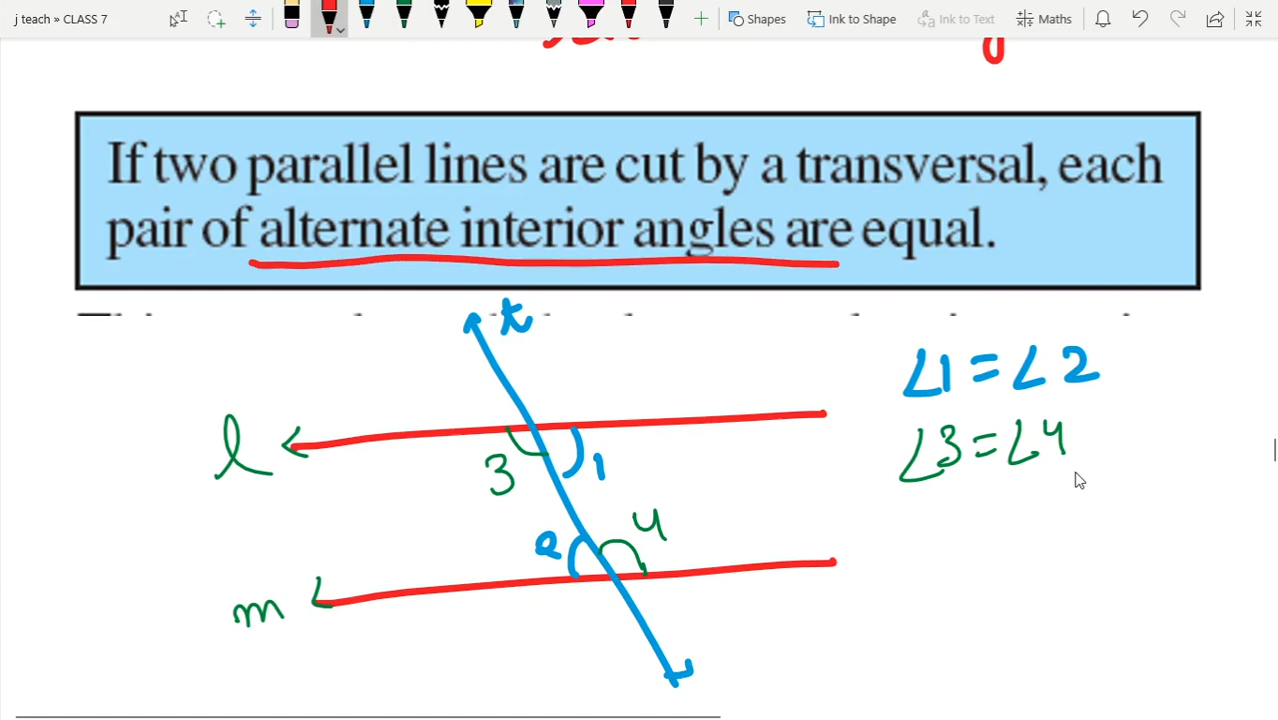 j teach » CLASS 7
Shapes
Ink to Shape
Ink to Text
Maths
If two parallel lines are cut by a transversal, each
pair of alternate interior angles are equal.
t
∠1 = ∠2
l
∠3 = ∠4
3
1
2
4
m